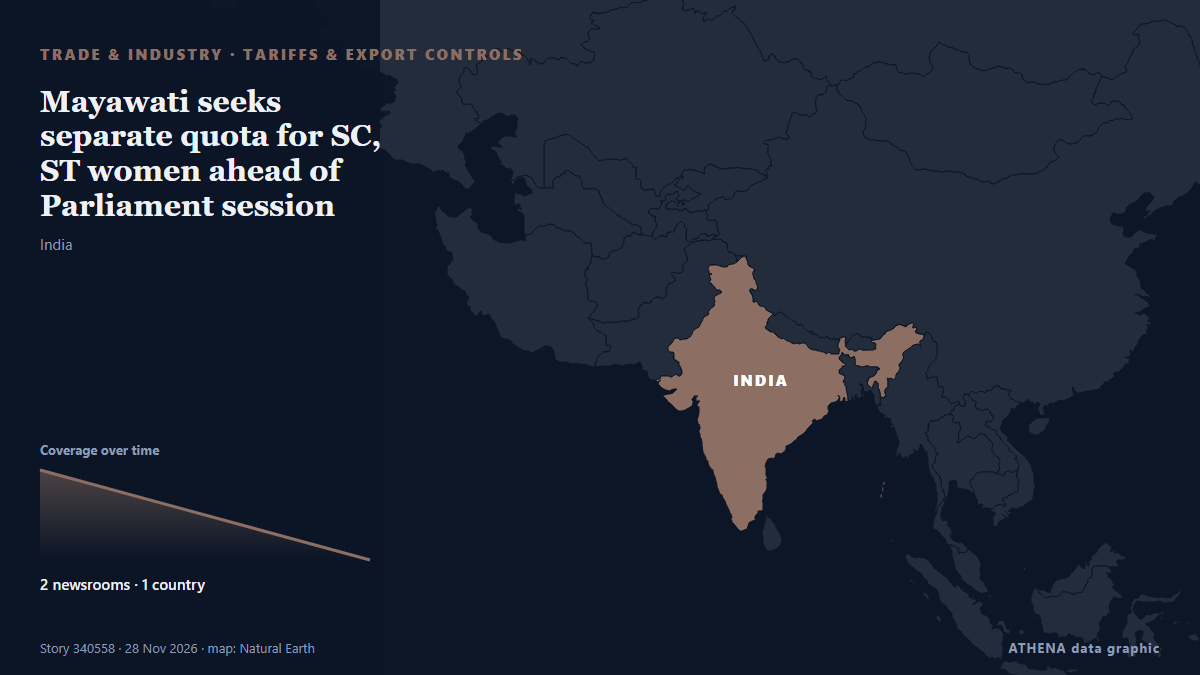 TRADE & INDUSTRY · TARIFFS & EXPORT CONTROLS
Mayawati seeks
separate quota for SC,
ST women ahead of
Parliament session
India
INDIA
Coverage over time
2 newsrooms · 1 country
Story 340558 · 28 Nov 2026 · map: Natural Earth
ATHENA data graphic